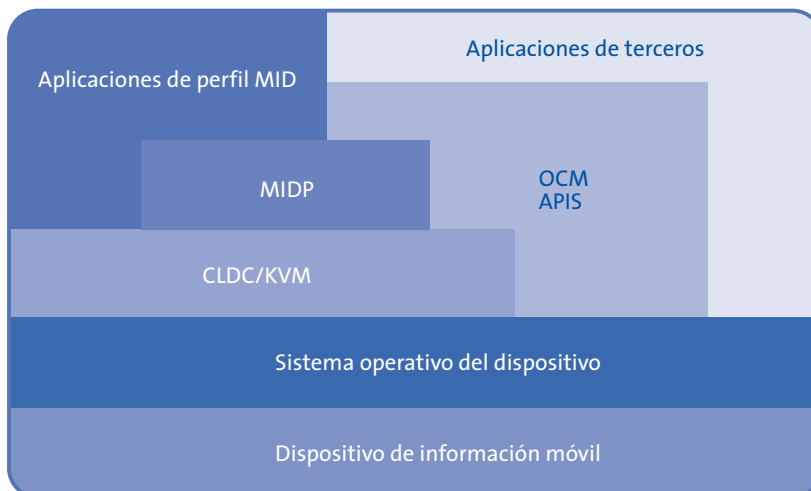 Aplicaciones de terceros
Aplicaciones de perfil MID
MIDP
OCM
APIS
CLDC/KVM
Sistema operativo del dispositivo
Dispositivo de información móvil